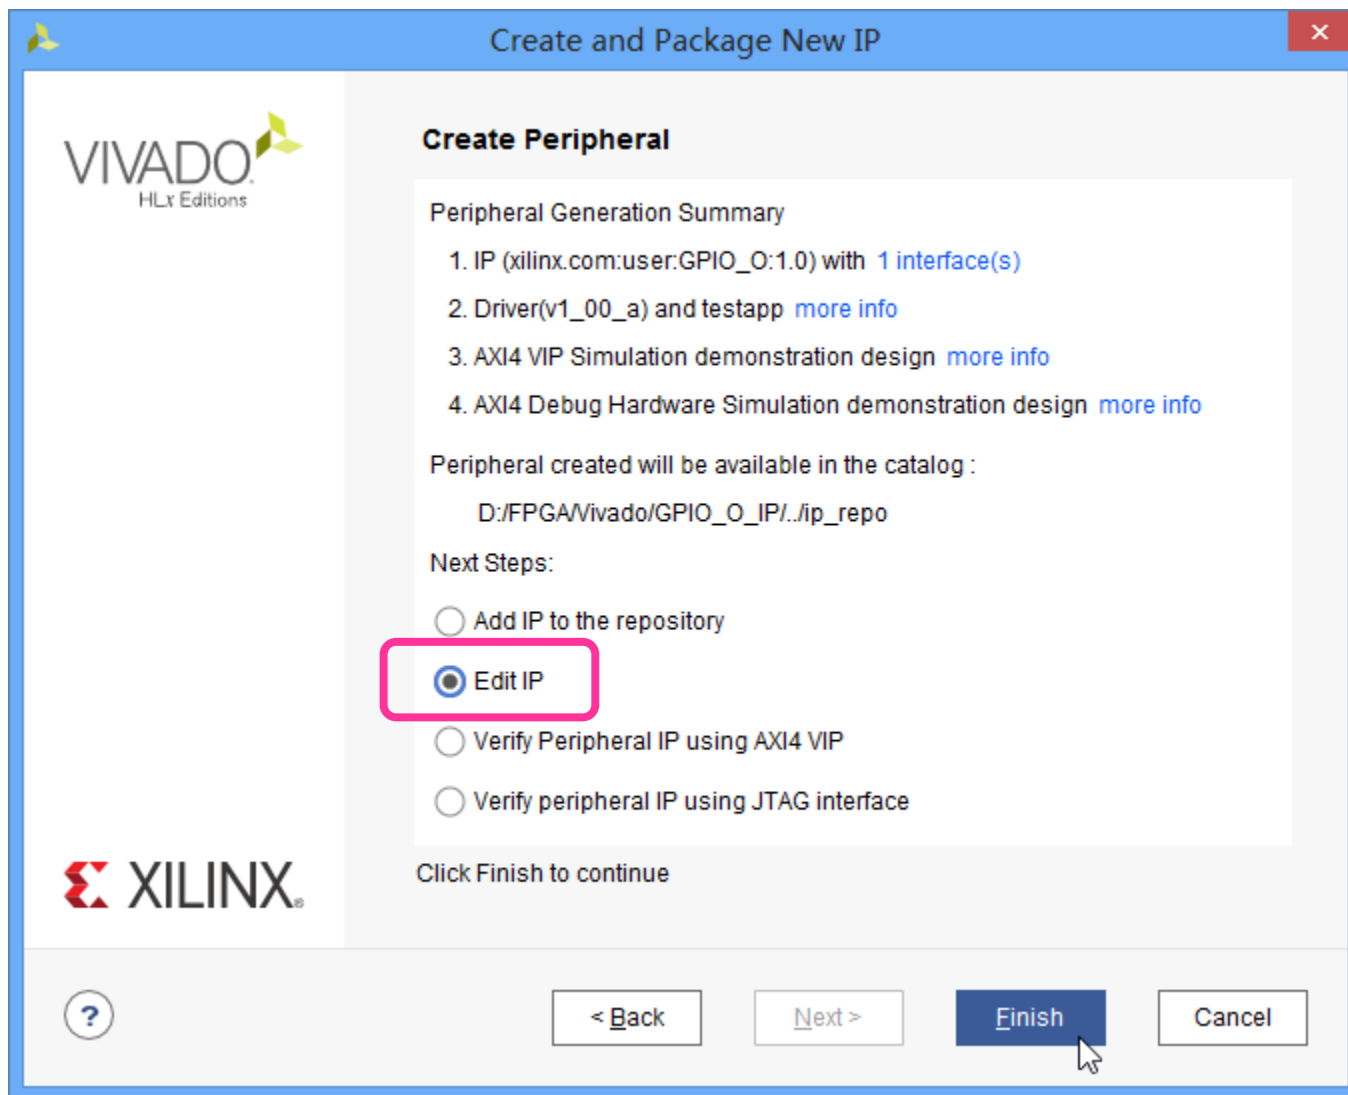 Create and Package New IP
VIVADO.
HLx Editions
Create Peripheral
Peripheral Generation Summary
1. IP (xilinx.com:user:GPIO_O:1.0) with 1 interface(s)
2. Driver(v1_00_a) and testapp more info
3. AXI4 VIP Simulation demonstration design more info
4. AXI4 Debug Hardware Simulation demonstration design more info
Peripheral created will be available in the catalog :
D:/FPGA/Vivado/GPIO_O_IP/../ip_repo
Next Steps:
Add IP to the repository
Edit IP
Verify Peripheral IP using AXI4 VIP
Verify peripheral IP using JTAG interface
Click Finish to continue
XILINX®
?
< Back
Next >
Finish
Cancel